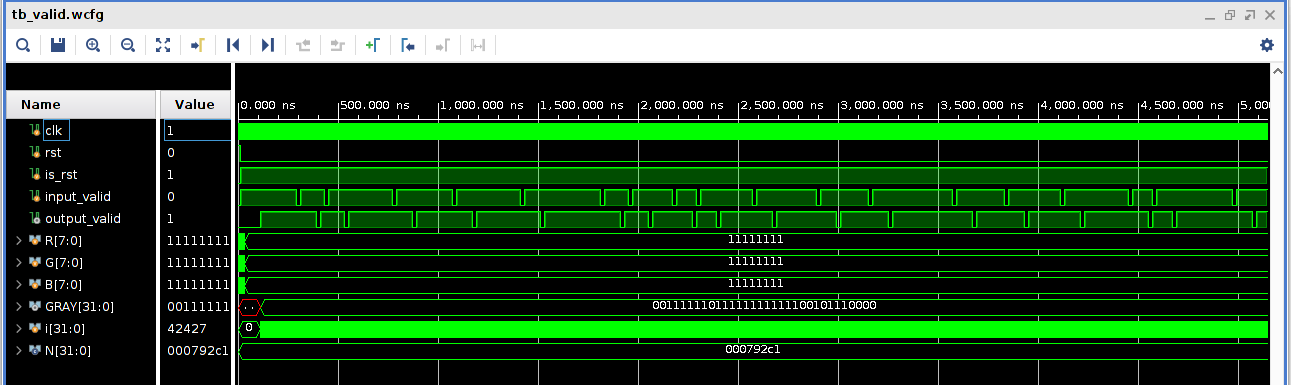 tb_valid.wcfg
Name Value 0.000 ns 500.000 ns 1,000.000 ns 1,500.000 ns 2,000.000 ns 2,500.000 ns 3,000.000 ns 3,500.000 ns 4,000.000 ns 4,500.000 ns 5,000
clk 1
rst 0
is_rst 1
input_valid 0
output_valid 1
R[7:0] 11111111 11111111
G[7:0] 11111111 11111111
B[7:0] 11111111 11111111
GRAY[31:0] 00111111 .. 00111111011111111111100101110000
i[31:0] 42427 0
N[31:0] 000792c1 000792c1